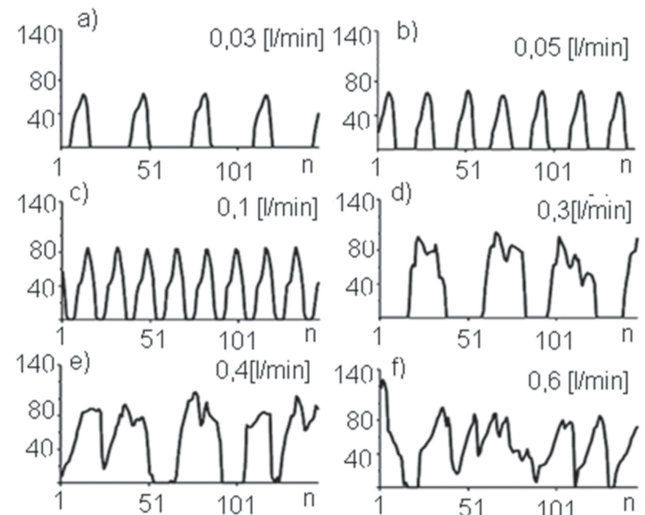 a)
0,03 [l/min]
140
80
40
1 51 101 n
b)
0,05 [l/min]
140
80
40
1 51 101 n
c)
0,1 [l/min]
140
80
40
1 51 101 n
d)
0,3[l/min]
140
80
40
1 51 101 n
e)
0,4[l/min]
140
80
40
1 51 101 n
f)
0,6 [l/min]
140
80
40
1 51 101 n